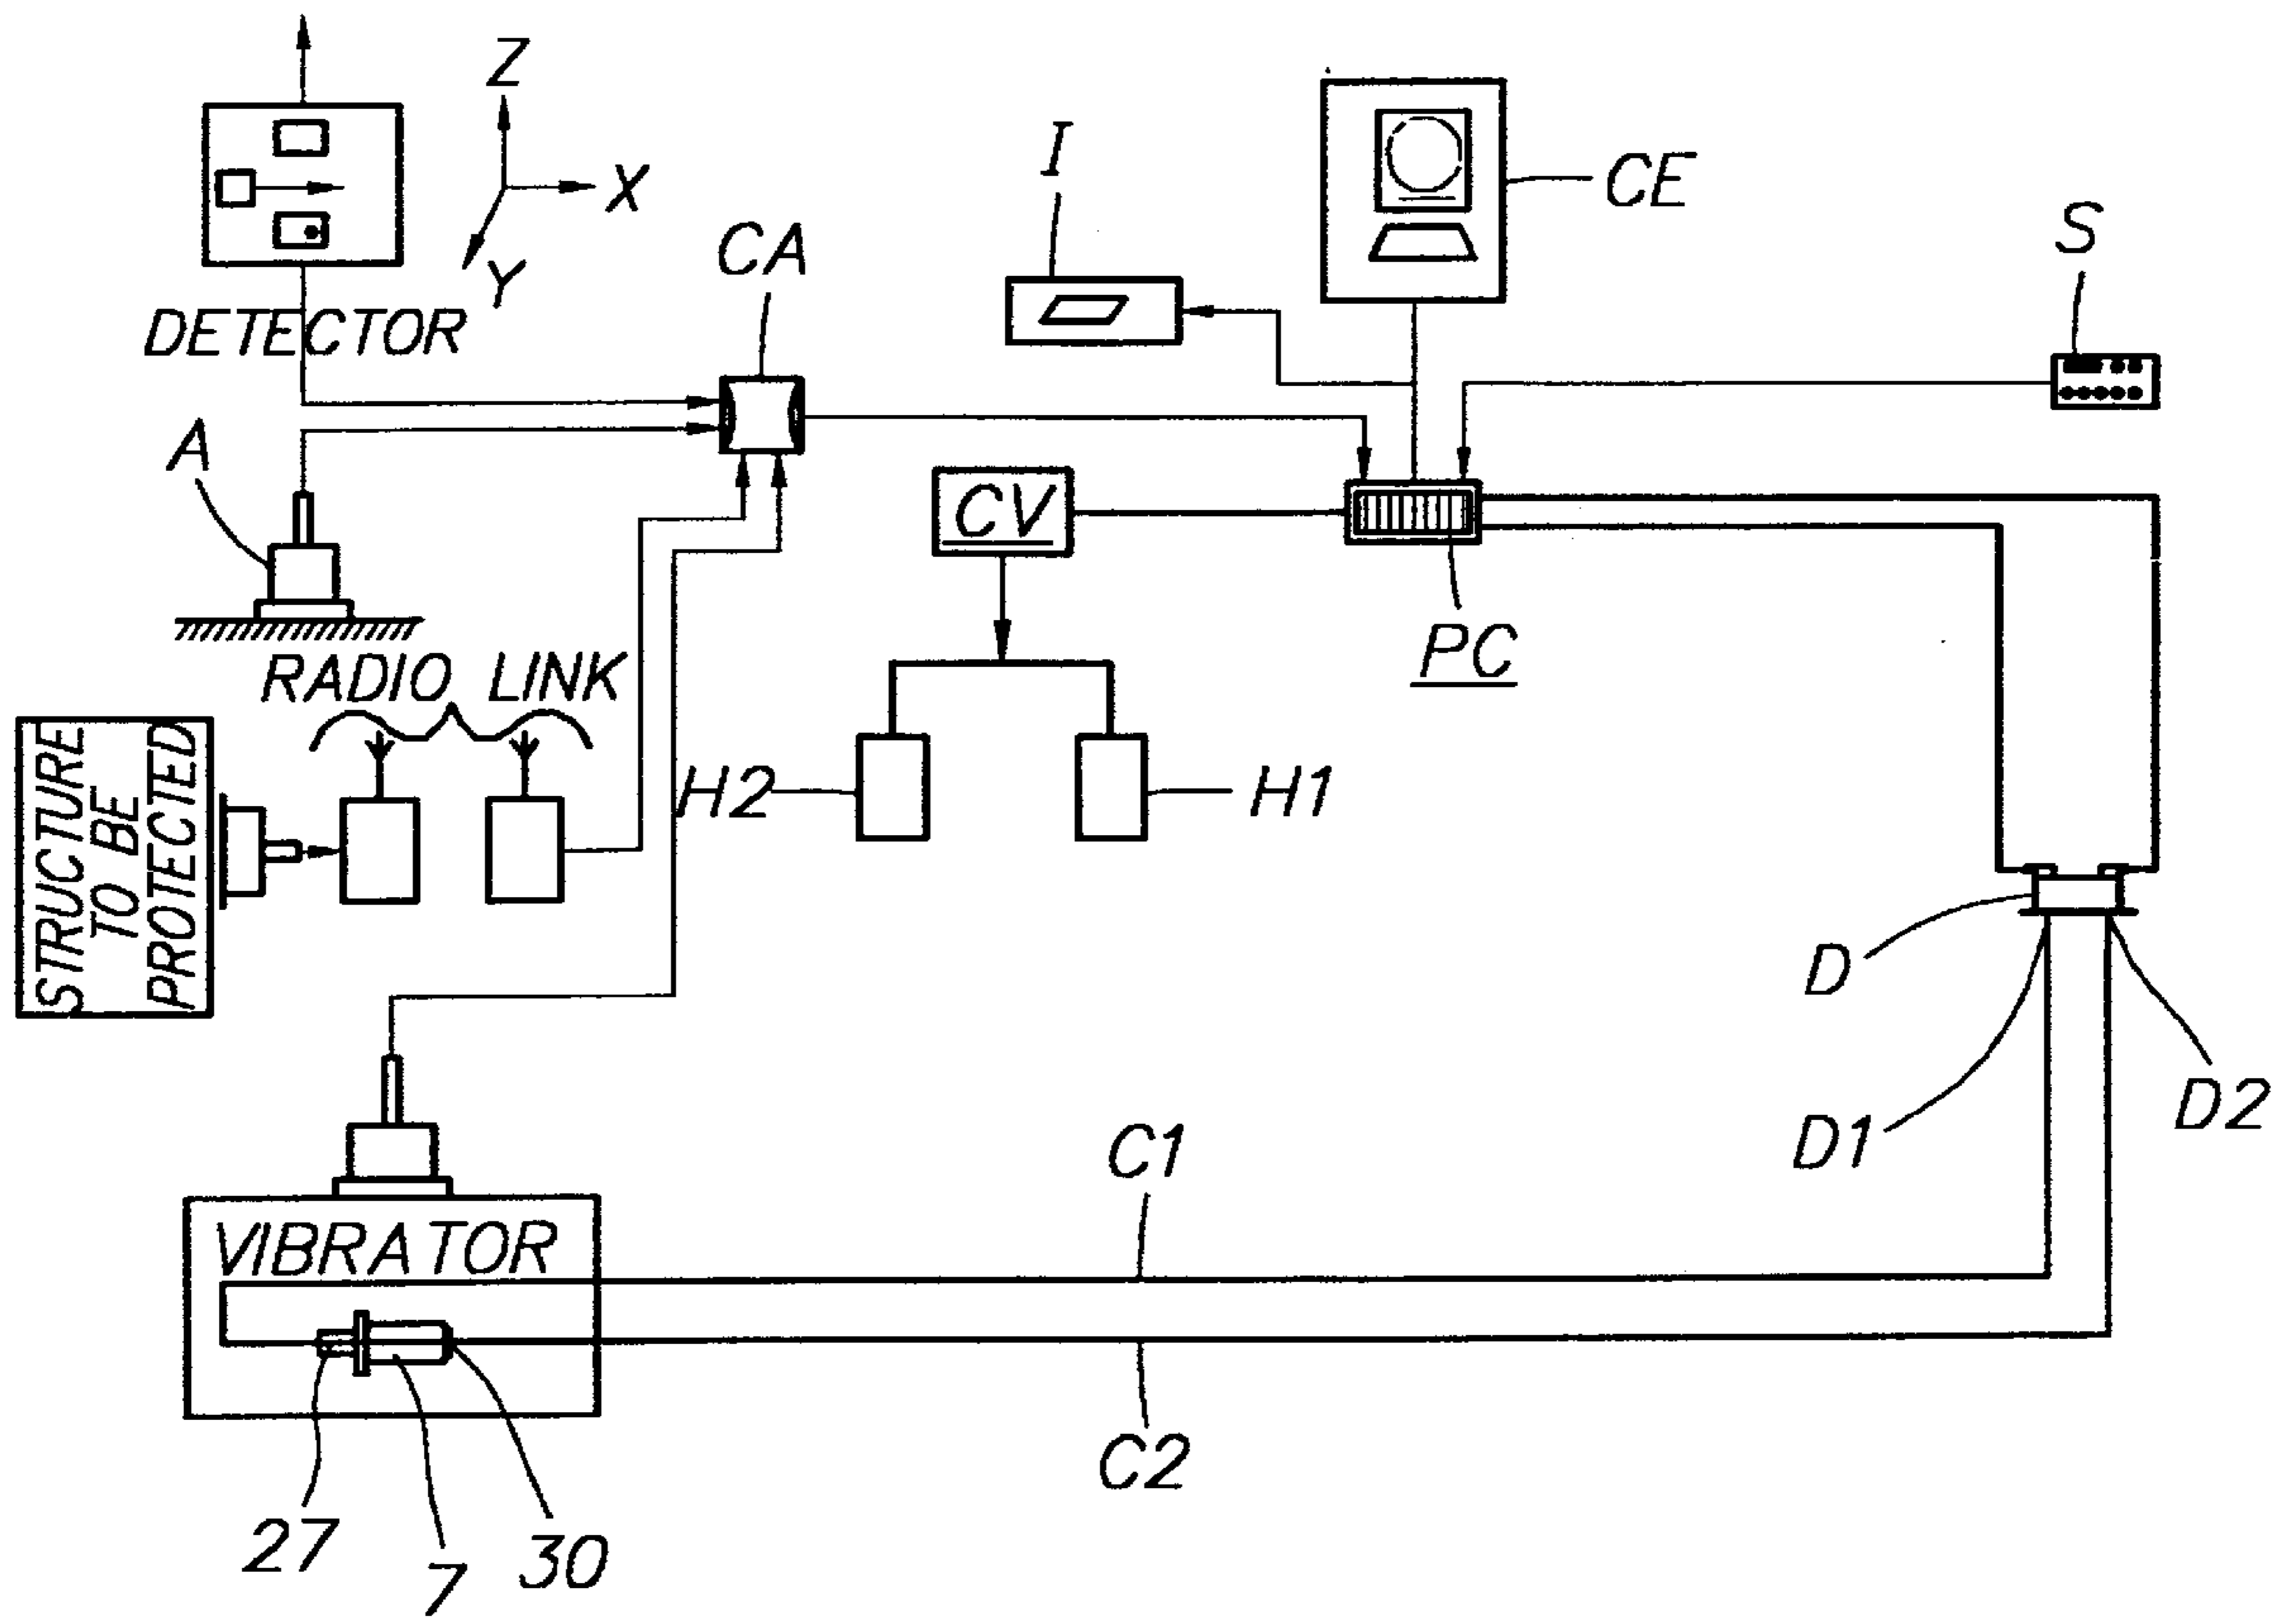 Z
X
Y
DETECTOR
CA
I
CE
S
A
CV
PC
RADIO LINK
STRUCTURE
TO BE
PROTECTED
H2
H1
D
D1
D2
VIBRATOR
C1
C2
27
7
30